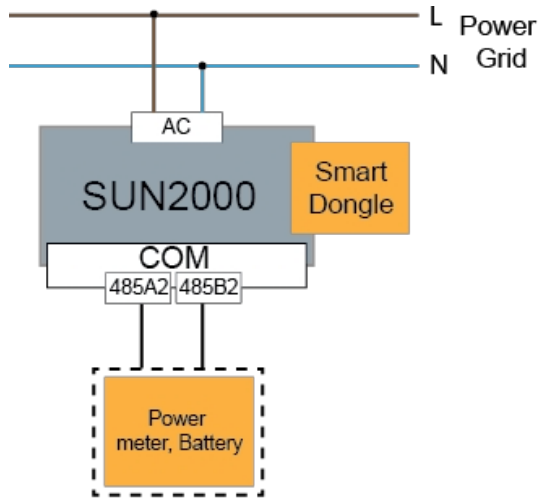 L
Power
Grid
N
AC
SUN2000
Smart
Dongle
COM
485A2
485B2
Power
meter, Battery